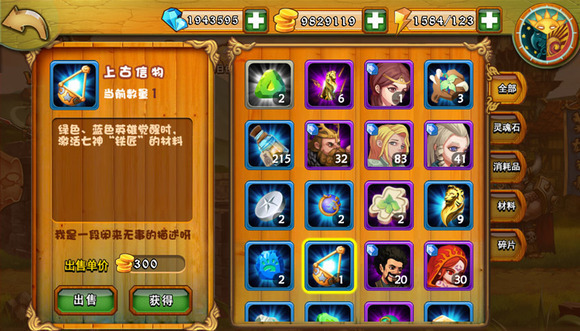 1943595
9829119
1584/123
上古信物
当前数量 1
绿色、蓝色英雄觉醒时，
激活七神“铁匠”的材料
我是一段闲来无事的描述呀
出售单价 300
出售
获得
2
6
1
3
215
32
83
41
2
2
2
9
2
1
20
30
全部
灵魂石
消耗品
材料
碎片